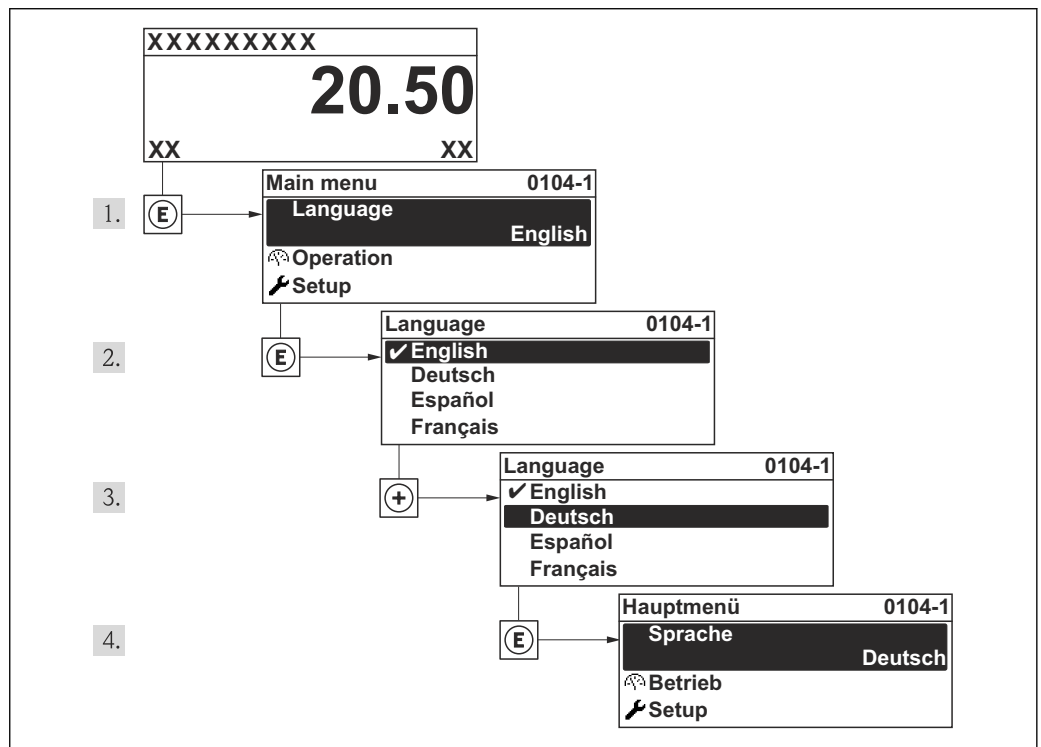 XXXXXXXXX
20.50
XX XX
1. E
Main menu 0104-1
Language
English
Operation
Setup
2. E
Language 0104-1
✔English
Deutsch
Español
Français
3. +
Language 0104-1
✔English
Deutsch
Español
Français
4. E
Hauptmenü 0104-1
Sprache
Deutsch
Betrieb
Setup